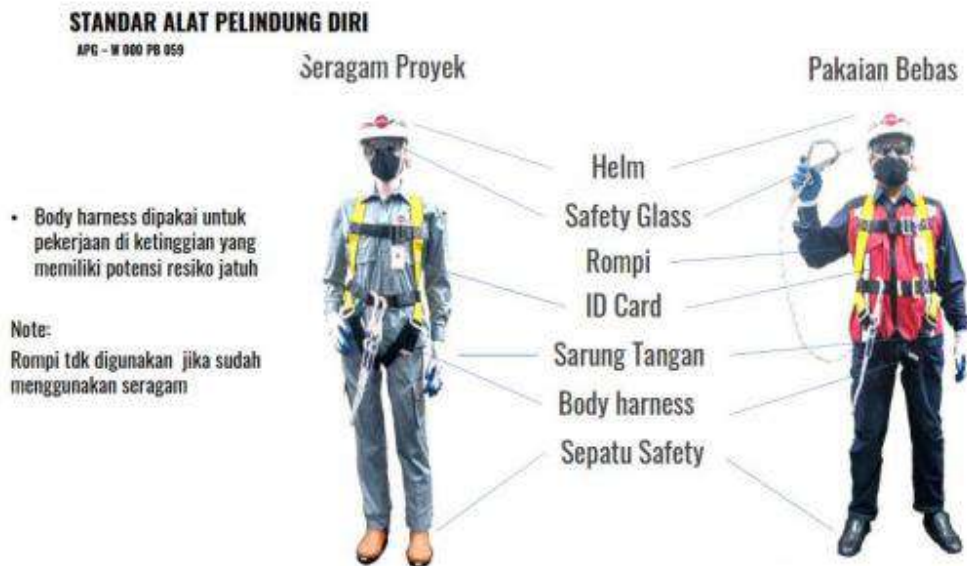 STANDAR ALAT PELINDUNG DIRI
APG - W 000 PB 059
Seragam Proyek
Pakaian Bebas
• Body harness dipakai untuk
pekerjaan di ketinggian yang
memiliki potensi resiko jatuh
Note:
Rompi tdk digunakan jika sudah
menggunakan seragam
Helm
Safety Glass
Rompi
ID Card
Sarung Tangan
Body harness
Sepatu Safety